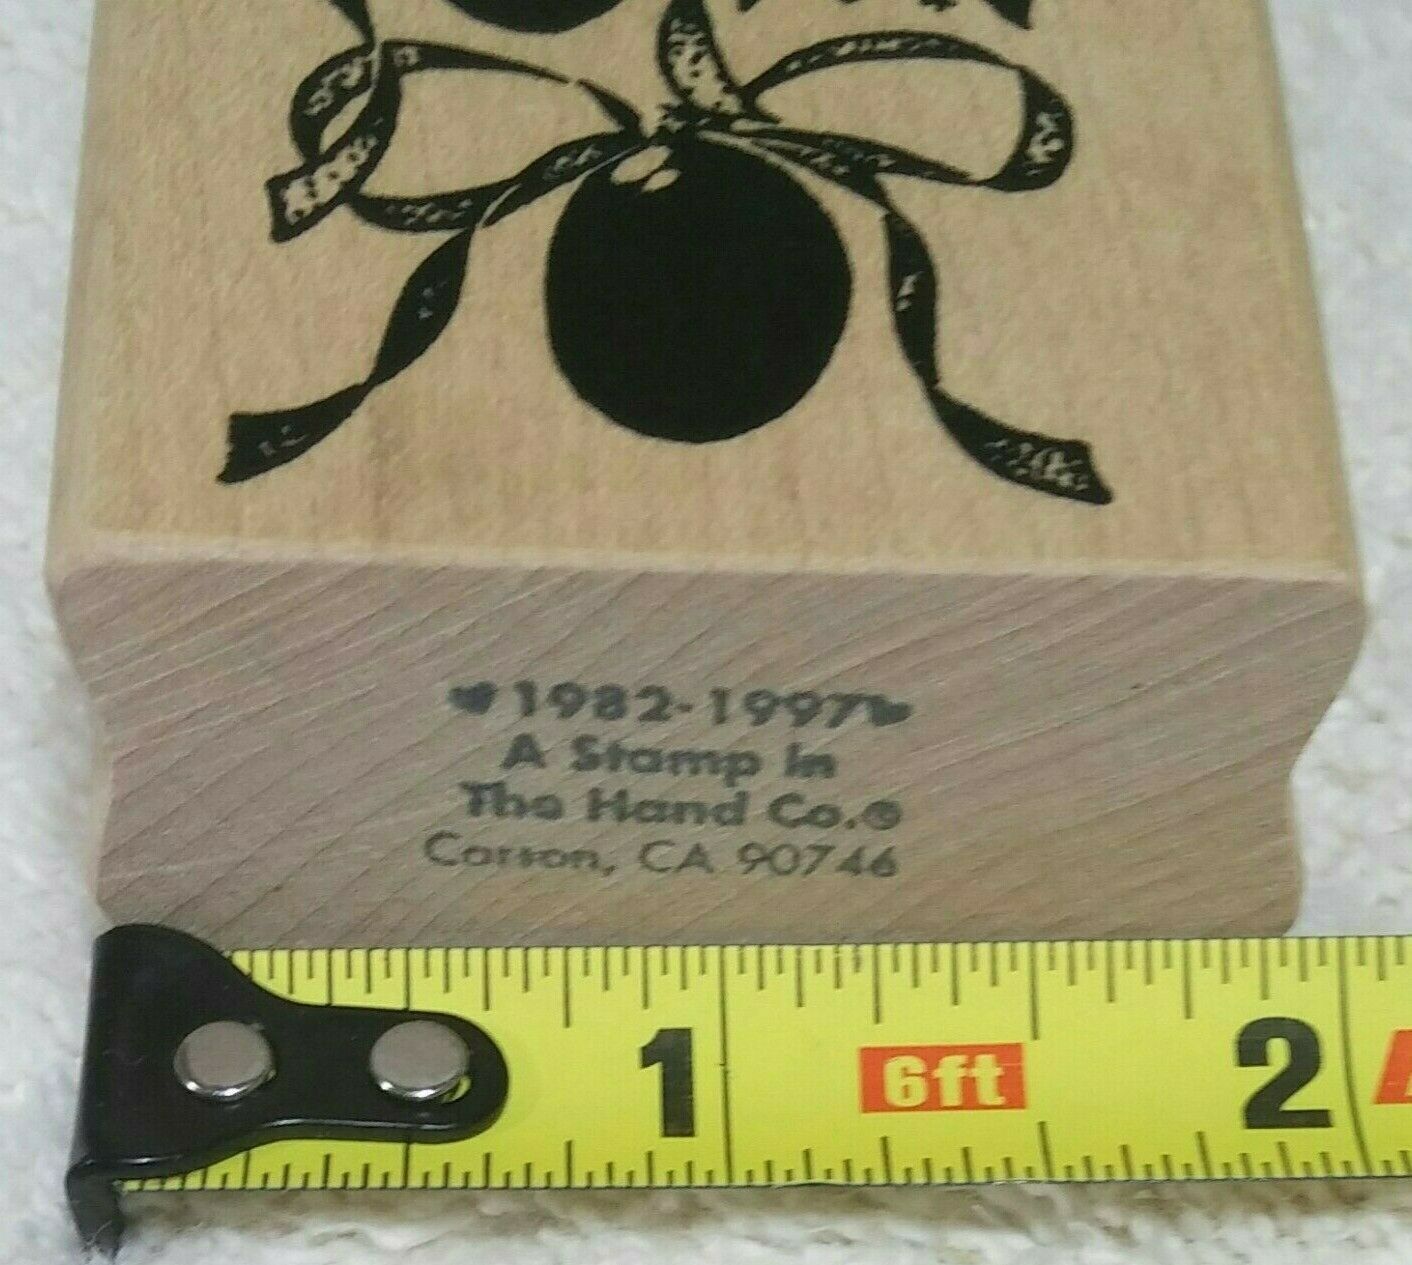 ♥1982-1997♥
A Stamp in
The Hand Co.®
Carson, CA 90746
1 6ft 2